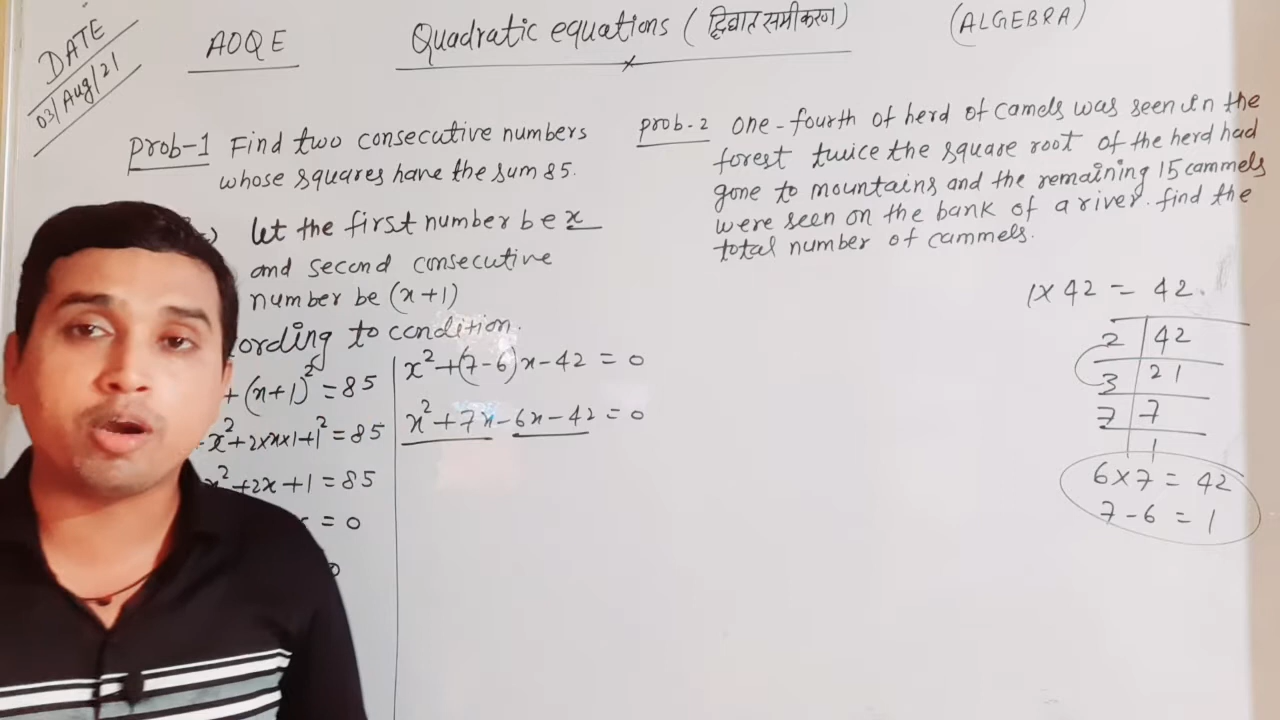 DATE
03/Aug/21
AOQE
Quadratic equations (द्विघात समीकरण)
(ALGEBRA)
Prob-1 Find two consecutive numbers
whose squares have the sum 85.
let the first number be x
and second consecutive
number be (x+1)
ording to condition.
+ (x+1)² = 85
x² + 2×x×1 + 1² = 85
x² + 2x + 1 = 85
= 0
0
x² + (7-6)x - 42 = 0
x² + 7x - 6x - 42 = 0
prob-2 one-fourth of herd of camels was seen in the
forest twice the square root of the herd had
gone to mountains and the remaining 15 cammels
were seen on the bank of a river. find the
total number of cammels.
1 × 42 = 42.
2 | 42
3 | 21
7 | 7
1
6 × 7 = 42
7 - 6 = 1